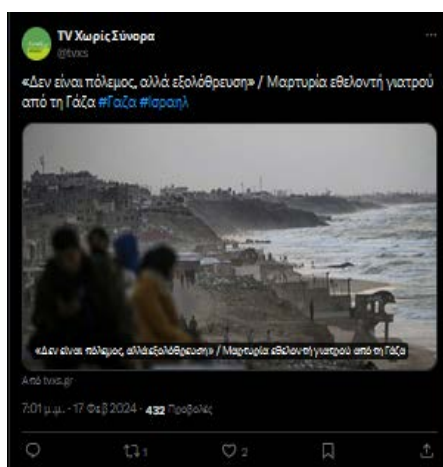 TV Χωρίς Σύνορα
@tvxs
«Δεν είναι πόλεμος, αλλά εξολόθρευση» / Μαρτυρία εθελοντή γιατρού
από τη Γάζα #Γαζα #Ισραηλ
«Δεν είναι πόλεμος, αλλά εξολόθρευση» / Μαρτυρία εθελοντή γιατρού από τη Γάζα
Από tvxs.gr
7:01 μ.μ. · 17 Φεβ 2024 · 432 Προβολές
1 2